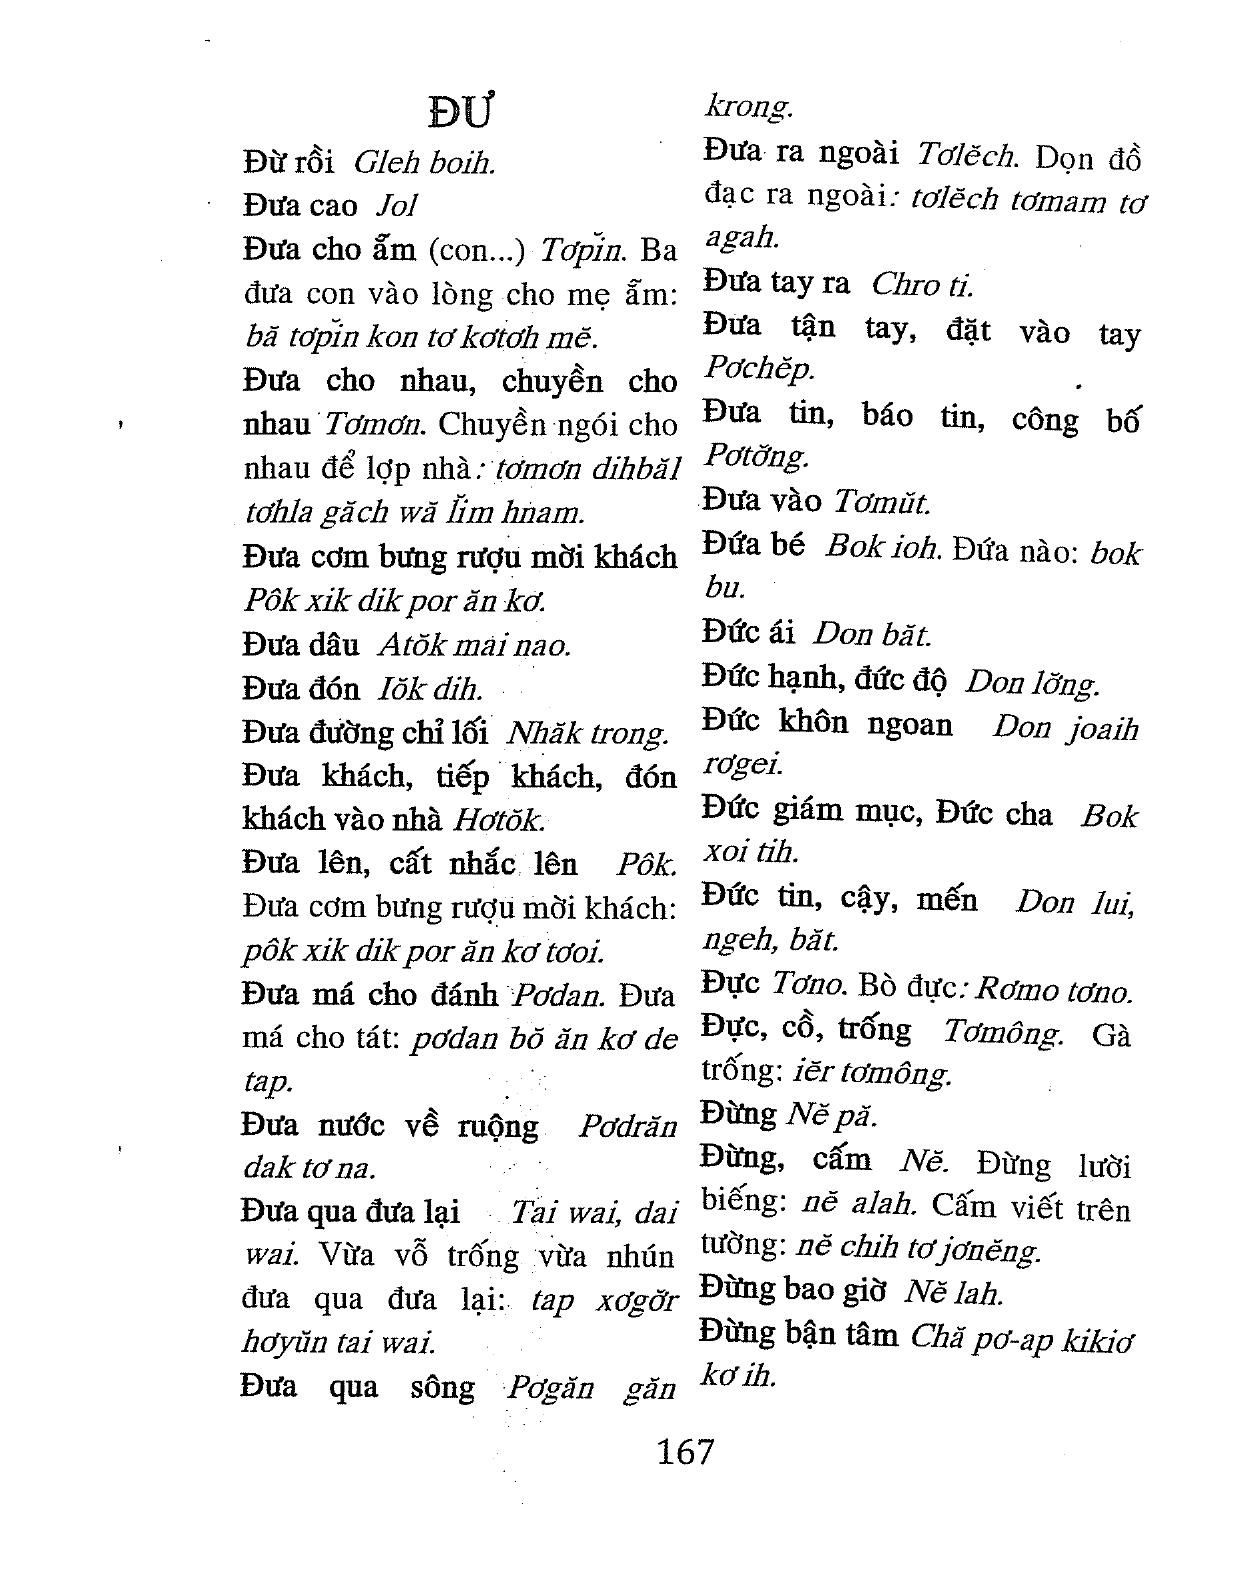 ĐƯ
Đừ rồi Gleh boih.
Đưa cao Jol
Đưa cho ẵm (con...) Tơpĭn. Ba
đưa con vào lòng cho mẹ ẵm:
bă tơpĭn kon tơ kơtơh mĕ.
Đưa cho nhau, chuyền cho
nhau Tơmơn. Chuyền ngói cho
nhau để lợp nhà: tơmơn dihbăl
tơhla găch wă lĭm hnam.
Đưa cơm bưng rượu mời khách
Pôk xik dik por ăn kơ.
Đưa dâu Atŏk mai nao.
Đưa đón Iŏk dih.
Đưa đường chỉ lối Nhăk trong.
Đưa khách, tiếp khách, đón
khách vào nhà Hơtŏk.
Đưa lên, cất nhắc lên Pôk.
Đưa cơm bưng rượu mời khách:
pôk xik dik por ăn kơ tơoi.
Đưa má cho đánh Pơdan. Đưa
má cho tát: pơdan bŏ ăn kơ de
tap.
Đưa nước về ruộng Pơdrăn
dak tơ na.
Đưa qua đưa lại Tai wai, dai
wai. Vừa vỗ trống vừa nhún
đưa qua đưa lại: tap xơgơ̆r
hơyŭn tai wai.
Đưa qua sông Pơgăn găn
krong.
Đưa ra ngoài Tơlĕch. Dọn đồ
đạc ra ngoài: tơlĕch tơmam tơ
agah.
Đưa tay ra Chro ti.
Đưa tận tay, đặt vào tay
Pơchĕp.
Đưa tin, báo tin, công bố
Pơtơ̆ng.
Đưa vào Tơmŭt.
Đứa bé Bok ioh. Đứa nào: bok
bu.
Đức ái Don băt.
Đức hạnh, đức độ Don lơ̆ng.
Đức khôn ngoan Don joaih
rơgei.
Đức giám mục, Đức cha Bok
xoi tih.
Đức tin, cậy, mến Don lui,
ngeh, băt.
Đực Tơno. Bò đực: Rơmo tơno.
Đực, cồ, trống Tơmông. Gà
trống: iĕr tơmông.
Đừng Nĕ pă.
Đừng, cấm Nĕ. Đừng lười
biếng: nĕ alah. Cấm viết trên
tường: nĕ chih tơ jơnĕng.
Đừng bao giờ Nĕ lah.
Đừng bận tâm Chă pơ-ap kikiơ
kơ ih.
167